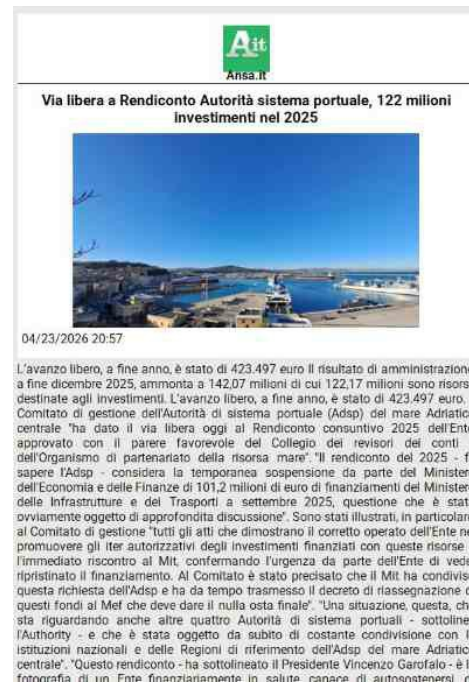 Ait
Ansa.it
Via libera a Rendiconto Autorità sistema portuale, 122 milioni
investimenti nel 2025
04/23/2026 20:57
L'avanzo libero, a fine anno, è stato di 423.497 euro Il risultato di amministrazione
a fine dicembre 2025, ammonta a 142,07 milioni di cui 122,17 milioni sono risors
destinate agli investimenti. L'avanzo libero, a fine anno, è stato di 423.497 euro.
Comitato di gestione dell'Autorità di sistema portuale (Adsp) del mare Adriatic
centrale "ha dato il via libera al Rendiconto consuntivo 2025 dell'Ente
approvato con il parere favorevole del Collegio dei revisori dei conti
dell'Organismo di partenariato della risorsa mare". "Il rendiconto del 2025 - f
sapere l'Adsp - considera la temporanea sospensione da parte del Minister
dell'Economia e delle Finanze di 101,2 milioni di euro di finanziamenti del Minister
delle Infrastrutture e dei Trasporti a settembre 2025, questione che è stat
ovviamente oggetto di approfondita discussione". Sono stati illustrati, in particolare
al Comitato di gestione "tutti gli atti che dimostrano il corretto operato dell'Ente ne
promuovere gli iter autorizzativi degli investimenti finanziati con queste risorse
l'immediato riscontro al Mit, confermando l'urgenza da parte dell'Ente di vede
ripristinato il finanziamento. Al Comitato è stato precisato che il Mit ha condivis
questa richiesta dell'Adsp e ha da tempo trasmesso il decreto di riassegnazione d
questi fondi al Mef che deve dare il nulla osta finale". "Una situazione, questa, ch
sta riguardando anche altre quattro Autorità di sistema portuali - sottoline
l'Authority - e che è stata oggetto da subito di costante condivisione con l
istituzioni nazionali e delle Regioni di riferimento dell'Adsp del mare Adriatic
centrale". "Questo rendiconto - ha sottolineato il Presidente Vincenzo Garofalo - è l
fotografia di un Ente finanziariamente in salute, capace di autosostenersi, d